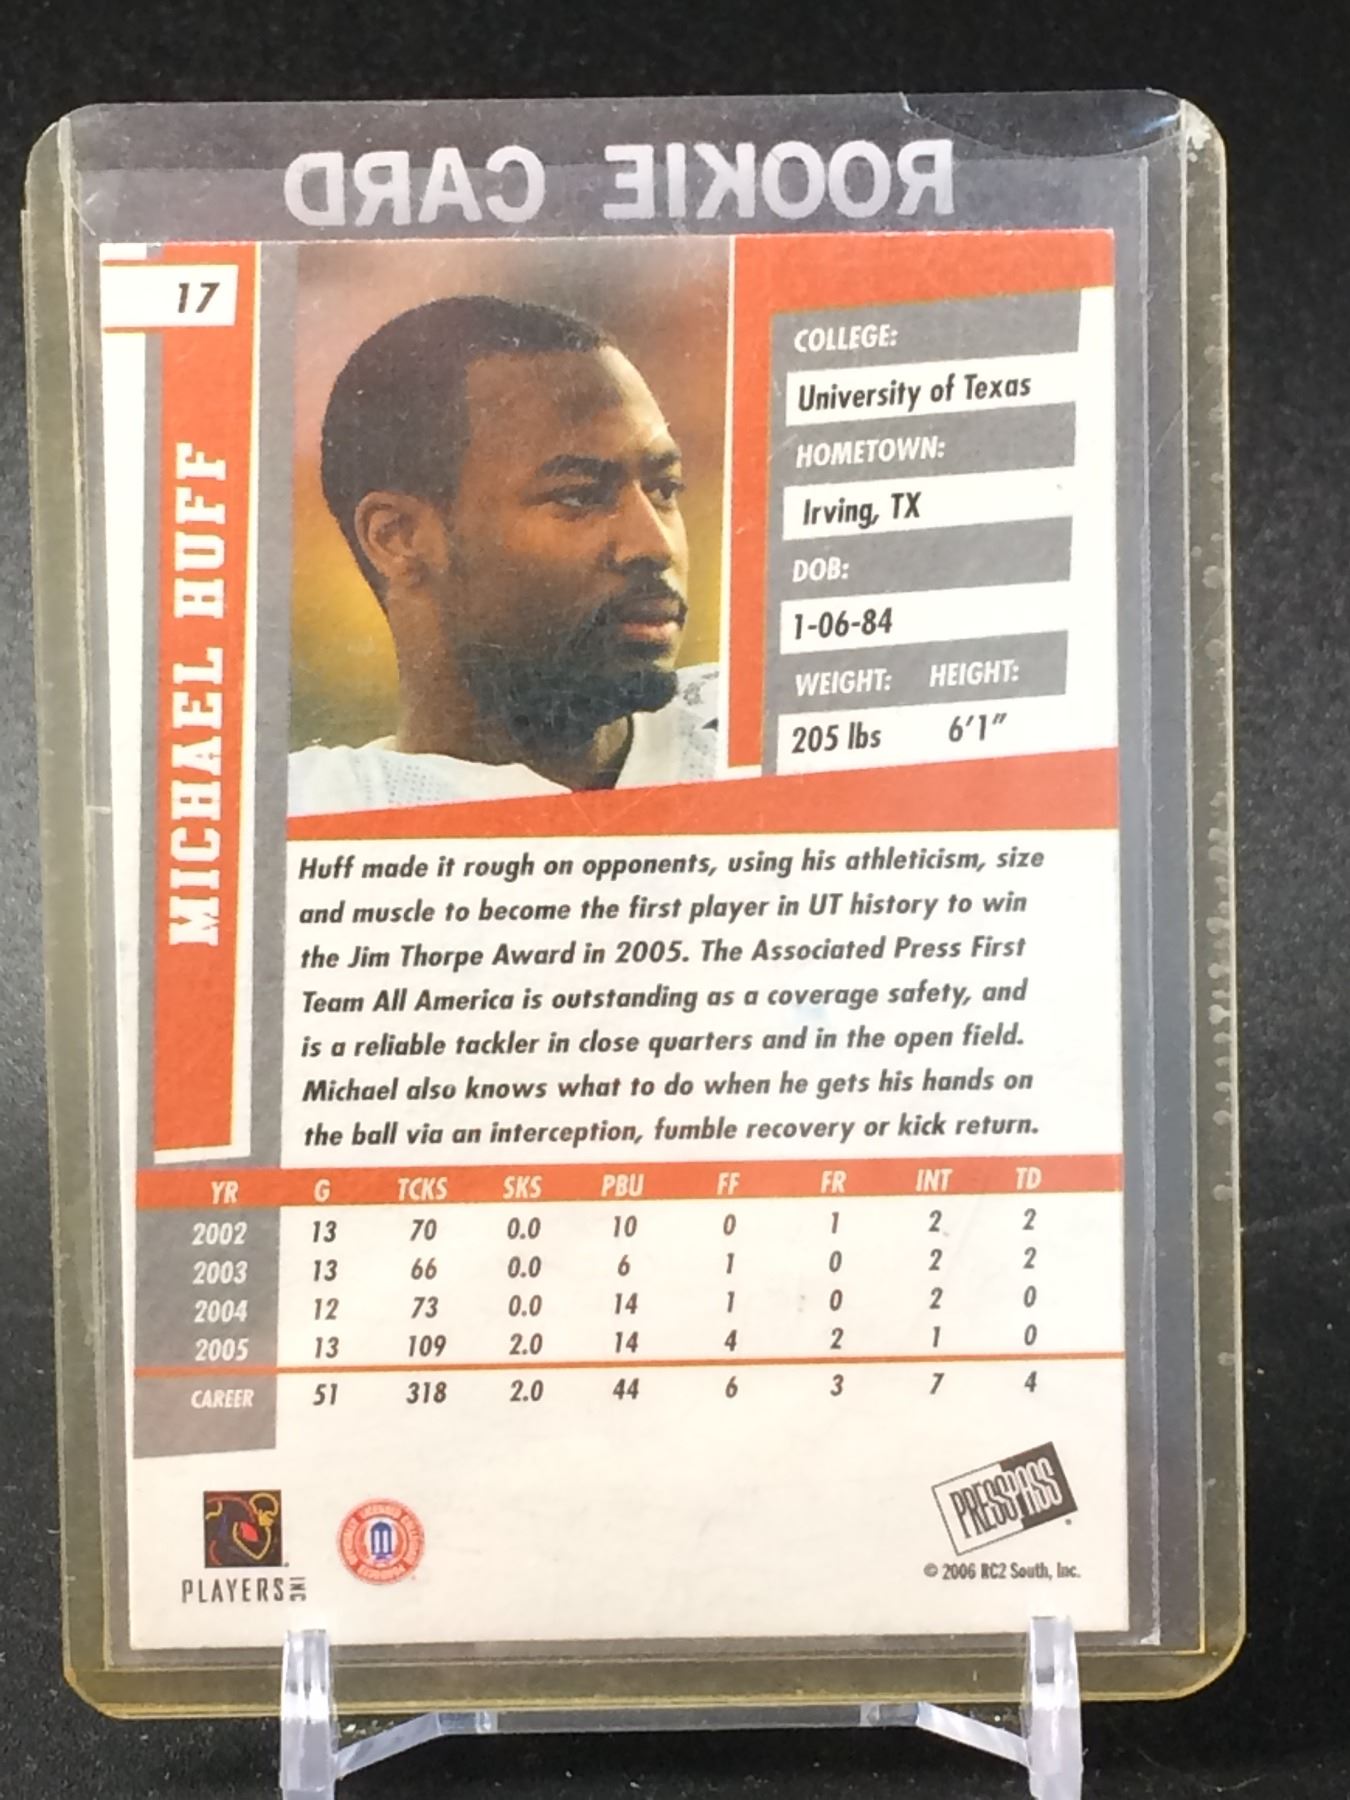 ROOKIE CARD
17
MICHAEL HUFF
COLLEGE:
University of Texas
HOMETOWN:
Irving, TX
DOB:
1-06-84
WEIGHT: HEIGHT:
205 lbs 6'1"
Huff made it rough on opponents, using his athleticism, size
and muscle to become the first player in UT history to win
the Jim Thorpe Award in 2005. The Associated Press First
Team All America is outstanding as a coverage safety, and
is a reliable tackler in close quarters and in the open field.
Michael also knows what to do when he gets his hands on
the ball via an interception, fumble recovery or kick return.
YR G TCKS SKS PBU FF FR INT TD
2002 13 70 0.0 10 0 1 2 2
2003 13 66 0.0 6 1 0 2 2
2004 12 73 0.0 14 1 0 2 0
2005 13 109 2.0 14 4 2 1 0
CAREER 51 318 2.0 44 6 3 7 4
PLAYERS INC
PRESS PASS
© 2006 RC2 South, Inc.